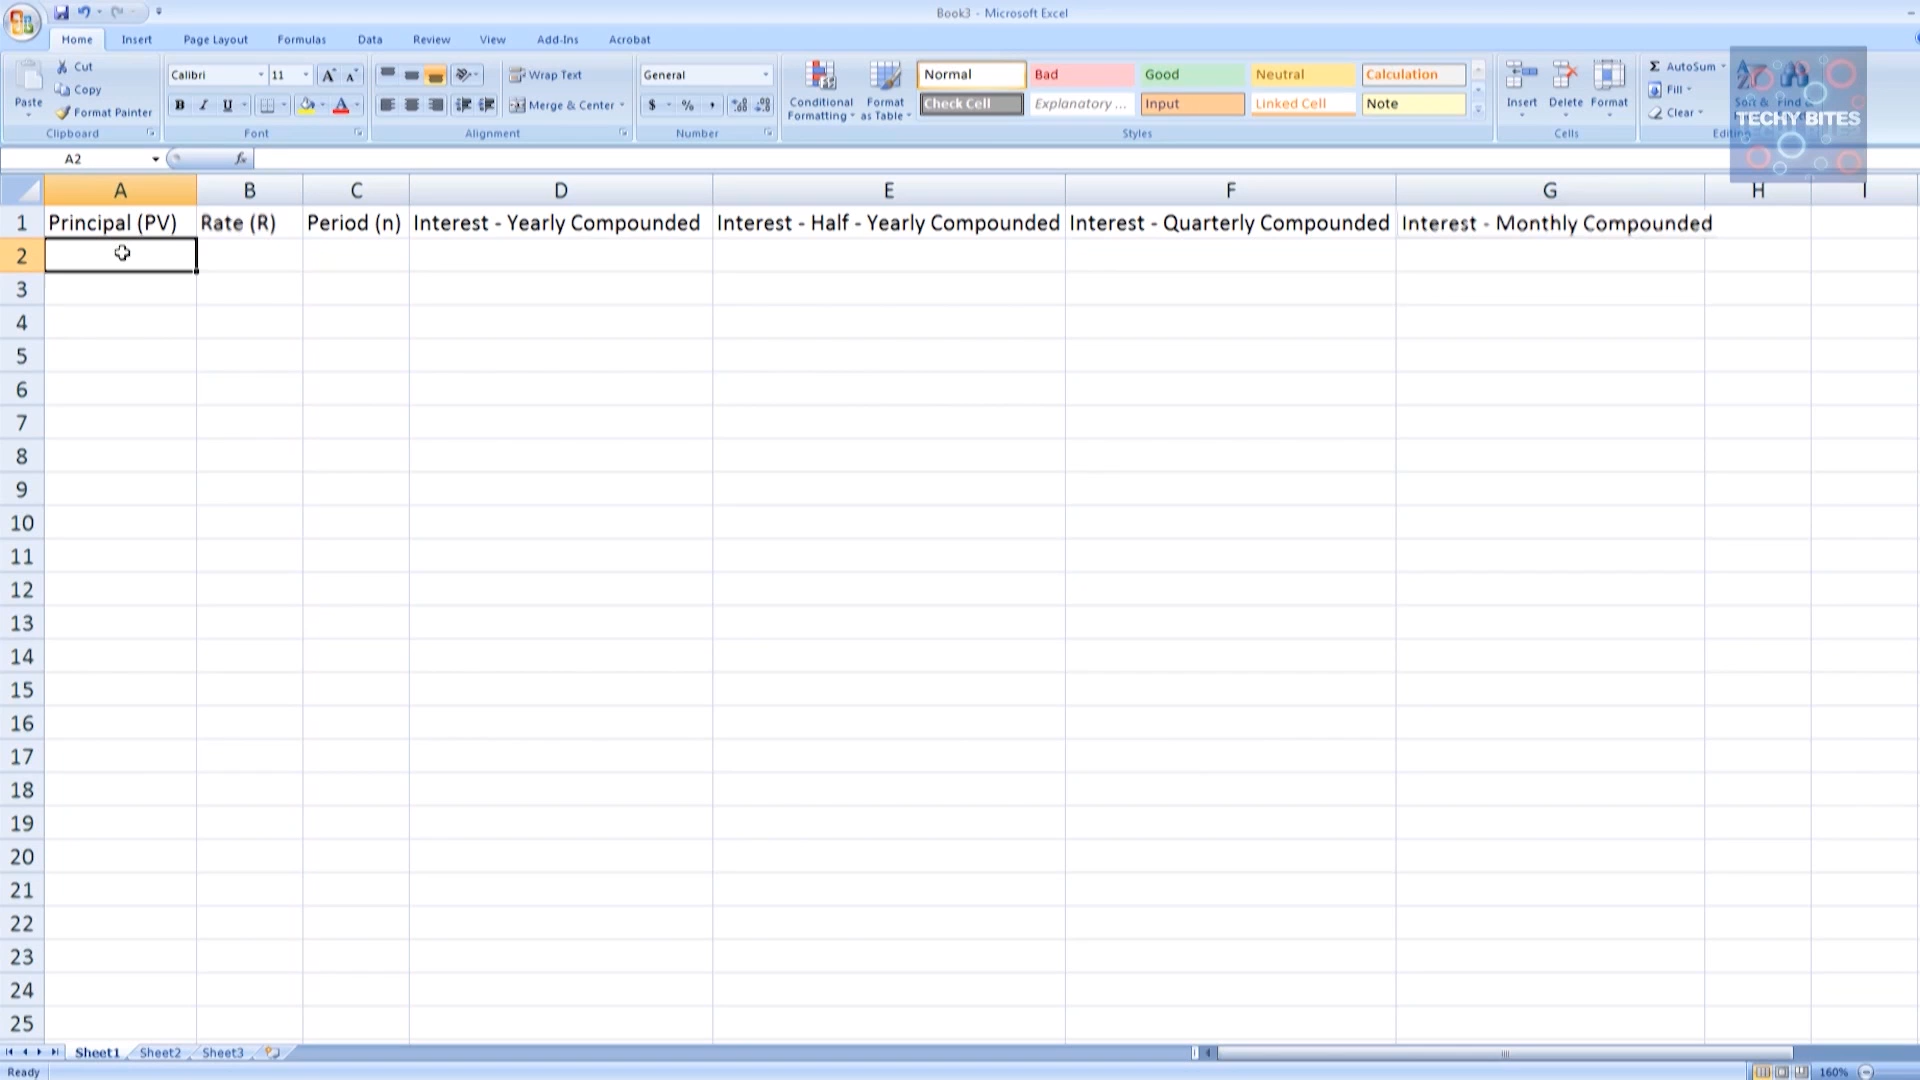 Book3 - Microsoft Excel
Home Insert Page Layout Formulas Data Review View Add-Ins Acrobat
Paste
Cut
Copy
Format Painter
Clipboard
Calibri 11
B I U
Font
Wrap Text
Merge & Center
Alignment
General
$ % ,
Number
Conditional Formatting
Format as Table
Normal Bad Good Neutral Calculation
Check Cell Explanatory ... Input Linked Cell Note
Styles
Insert Delete Format
Cells
Σ AutoSum
Fill
Clear
Sort & Find
TECHY BITES
A2 fx
A B C D E F G H I
1 Principal (PV) Rate (R) Period (n) Interest - Yearly Compounded Interest - Half - Yearly Compounded Interest - Quarterly Compounded Interest - Monthly Compounded
2
3
4
5
6
7
8
9
10
11
12
13
14
15
16
17
18
19
20
21
22
23
24
25
Sheet1 Sheet2 Sheet3
Ready 160%